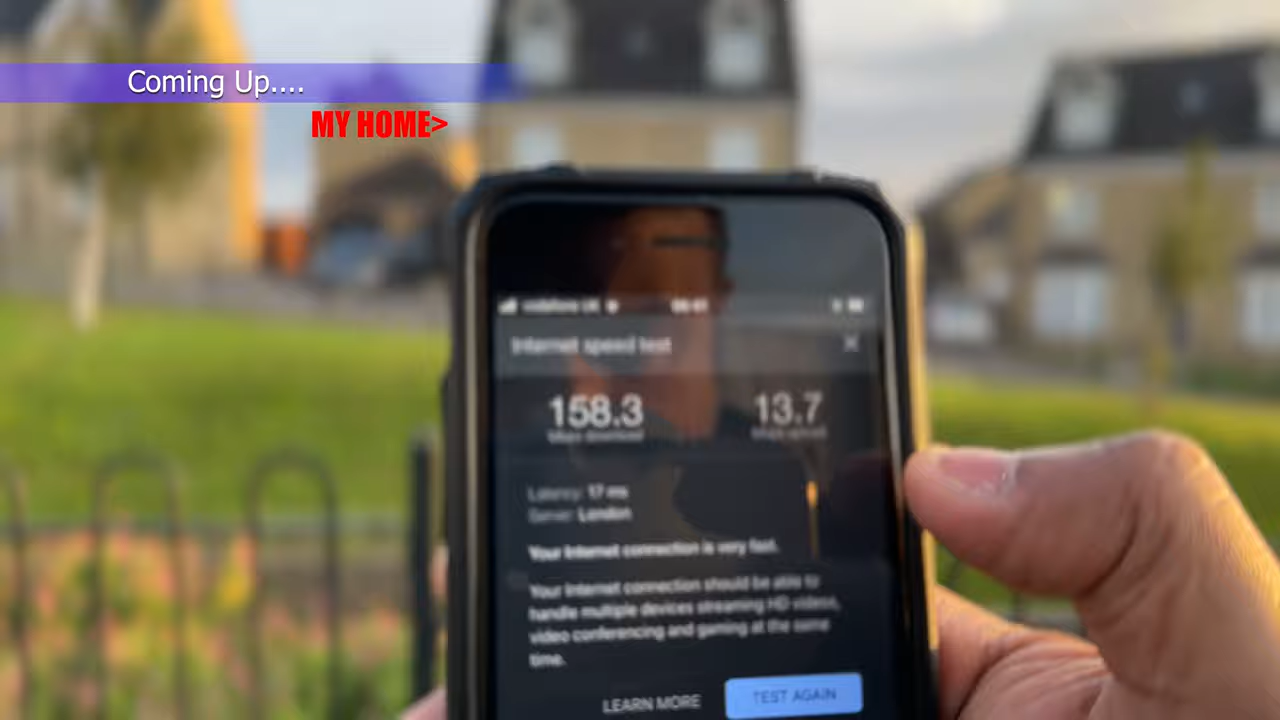 Coming Up....
MY HOME>
vodafone UK
Internet speed test
158.3 13.7
Mbps download Mbps upload
Latency: 17 ms
Server: London
Your Internet connection is very fast.
Your Internet connection should be able to
handle multiple devices streaming HD videos,
video conferencing and gaming at the same
time.
LEARN MORE TEST AGAIN